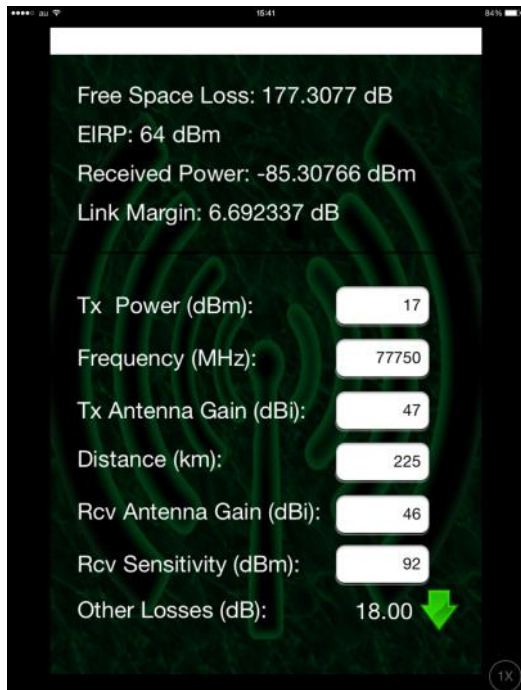 au 15:41 84%
Free Space Loss: 177.3077 dB
EIRP: 64 dBm
Received Power: -85.30766 dBm
Link Margin: 6.692337 dB
Tx Power (dBm): 17
Frequency (MHz): 77750
Tx Antenna Gain (dBi): 47
Distance (km): 225
Rcv Antenna Gain (dBi): 46
Rcv Sensitivity (dBm): 92
Other Losses (dB): 18.00
1X